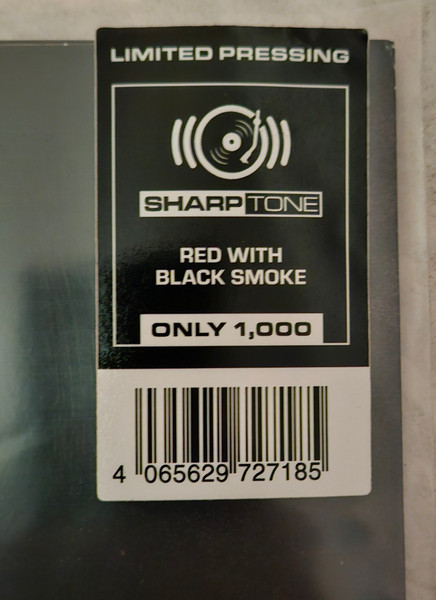 LIMITED PRESSING
SHARPTONE
RED WITH
BLACK SMOKE
ONLY 1,000
4 065629 727185